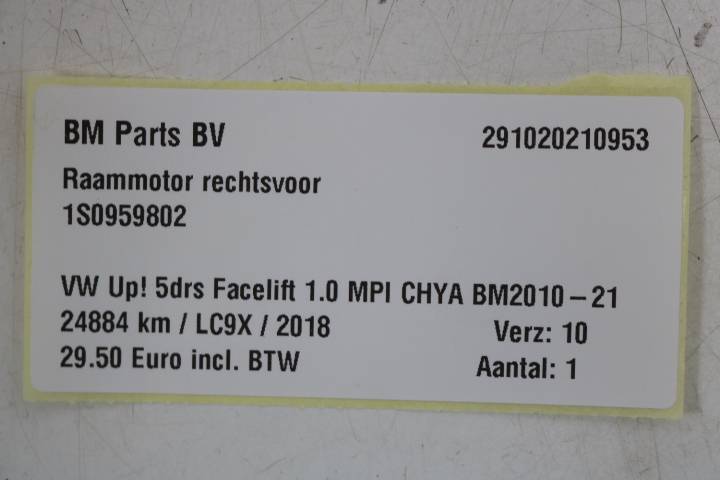 BM Parts BV 291020210953
Raammotor rechtsvoor
1S0959802
VW Up! 5drs Facelift 1.0 MPI CHYA BM2010-21
24884 km / LC9X / 2018 Verz: 10
29.50 Euro incl. BTW Aantal: 1